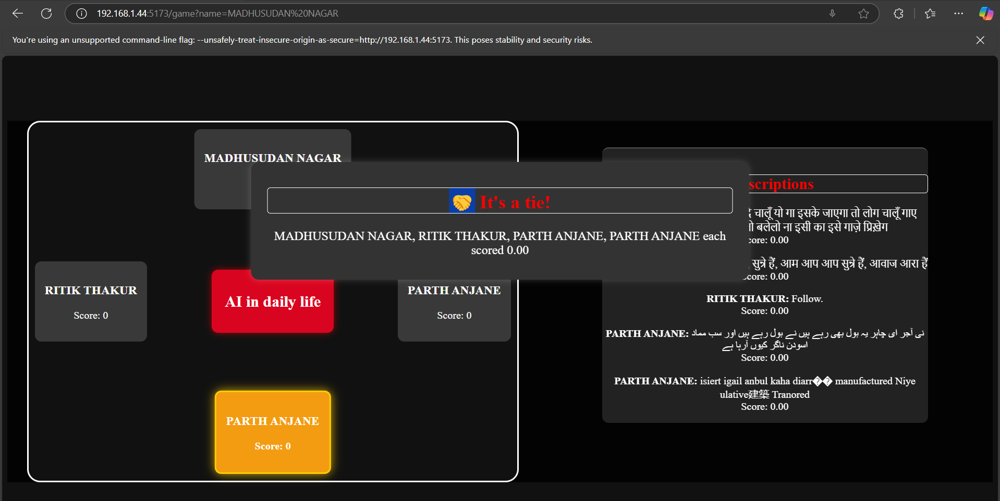 192.168.1.44:5173/game?name=MADHUSUDAN%20NAGAR
You're using an unsupported command-line flag: --unsafely-treat-insecure-origin-as-secure=http://192.168.1.44:5173. This poses stability and security risks.
MADHUSUDAN NAGAR
🤝 It's a tie!
MADHUSUDAN NAGAR, RITIK THAKUR, PARTH ANJANE, PARTH ANJANE each
scored 0.00
RITIK THAKUR
Score: 0
AI in daily life
PARTH ANJANE
Score: 0
PARTH ANJANE
Score: 0
scriptions
चालूँ यो गा इसके जाएगा तो लोग चालूँ गाए
बलेलो ना इसी का इसे गाज़े प्रिख़ेग
core: 0.00
सुन्ने हैं, आम आप आप सुन्ने हैं, आवाज आरा हैं
core: 0.00
RITIK THAKUR: Follow.
Score: 0.00
PARTH ANJANE: نی آجر ای چاہر یہ بول بھی رہے ہیں نے بول رہے ہیں اور سب مماد
اسودن ناگر کیوں آرہا ہے
Score: 0.00
PARTH ANJANE: isiert igail anbul kaha diarr�� manufactured Niye
ulative建築 Tranored
Score: 0.00